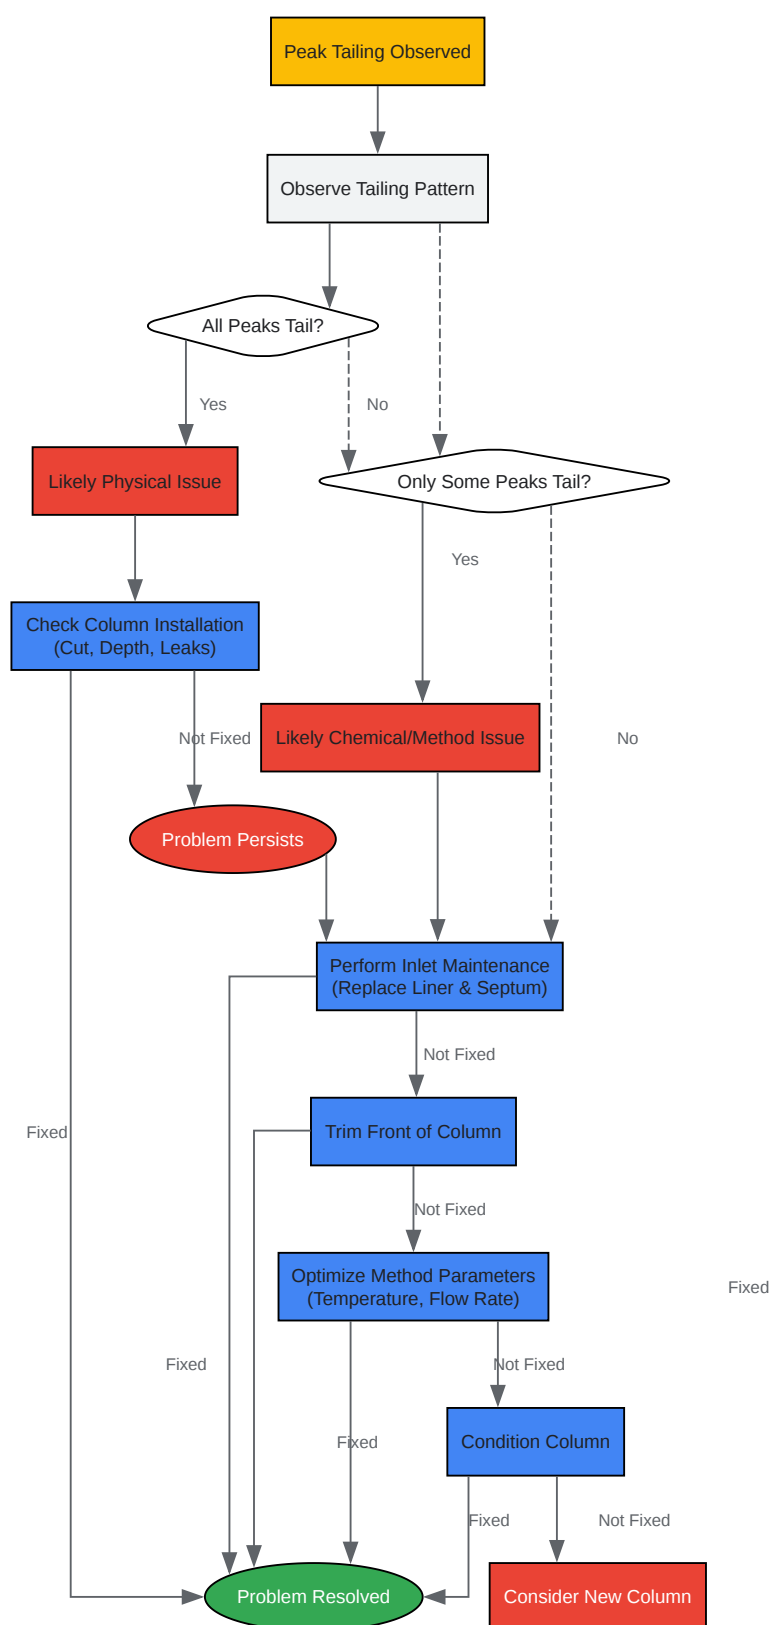 Peak Tailing Observed
Observe Tailing Pattern
All Peaks Tail?
Yes
No
Likely Physical Issue
Only Some Peaks Tail?
Yes
Check Column Installation
(Cut, Depth, Leaks)
Not Fixed
Likely Chemical/Method Issue
No
Problem Persists
Perform Inlet Maintenance
(Replace Liner & Septum)
Not Fixed
Fixed
Trim Front of Column
Not Fixed
Optimize Method Parameters
(Temperature, Flow Rate)
Fixed
Fixed
Not Fixed
Fixed
Condition Column
Fixed
Not Fixed
Problem Resolved
Consider New Column